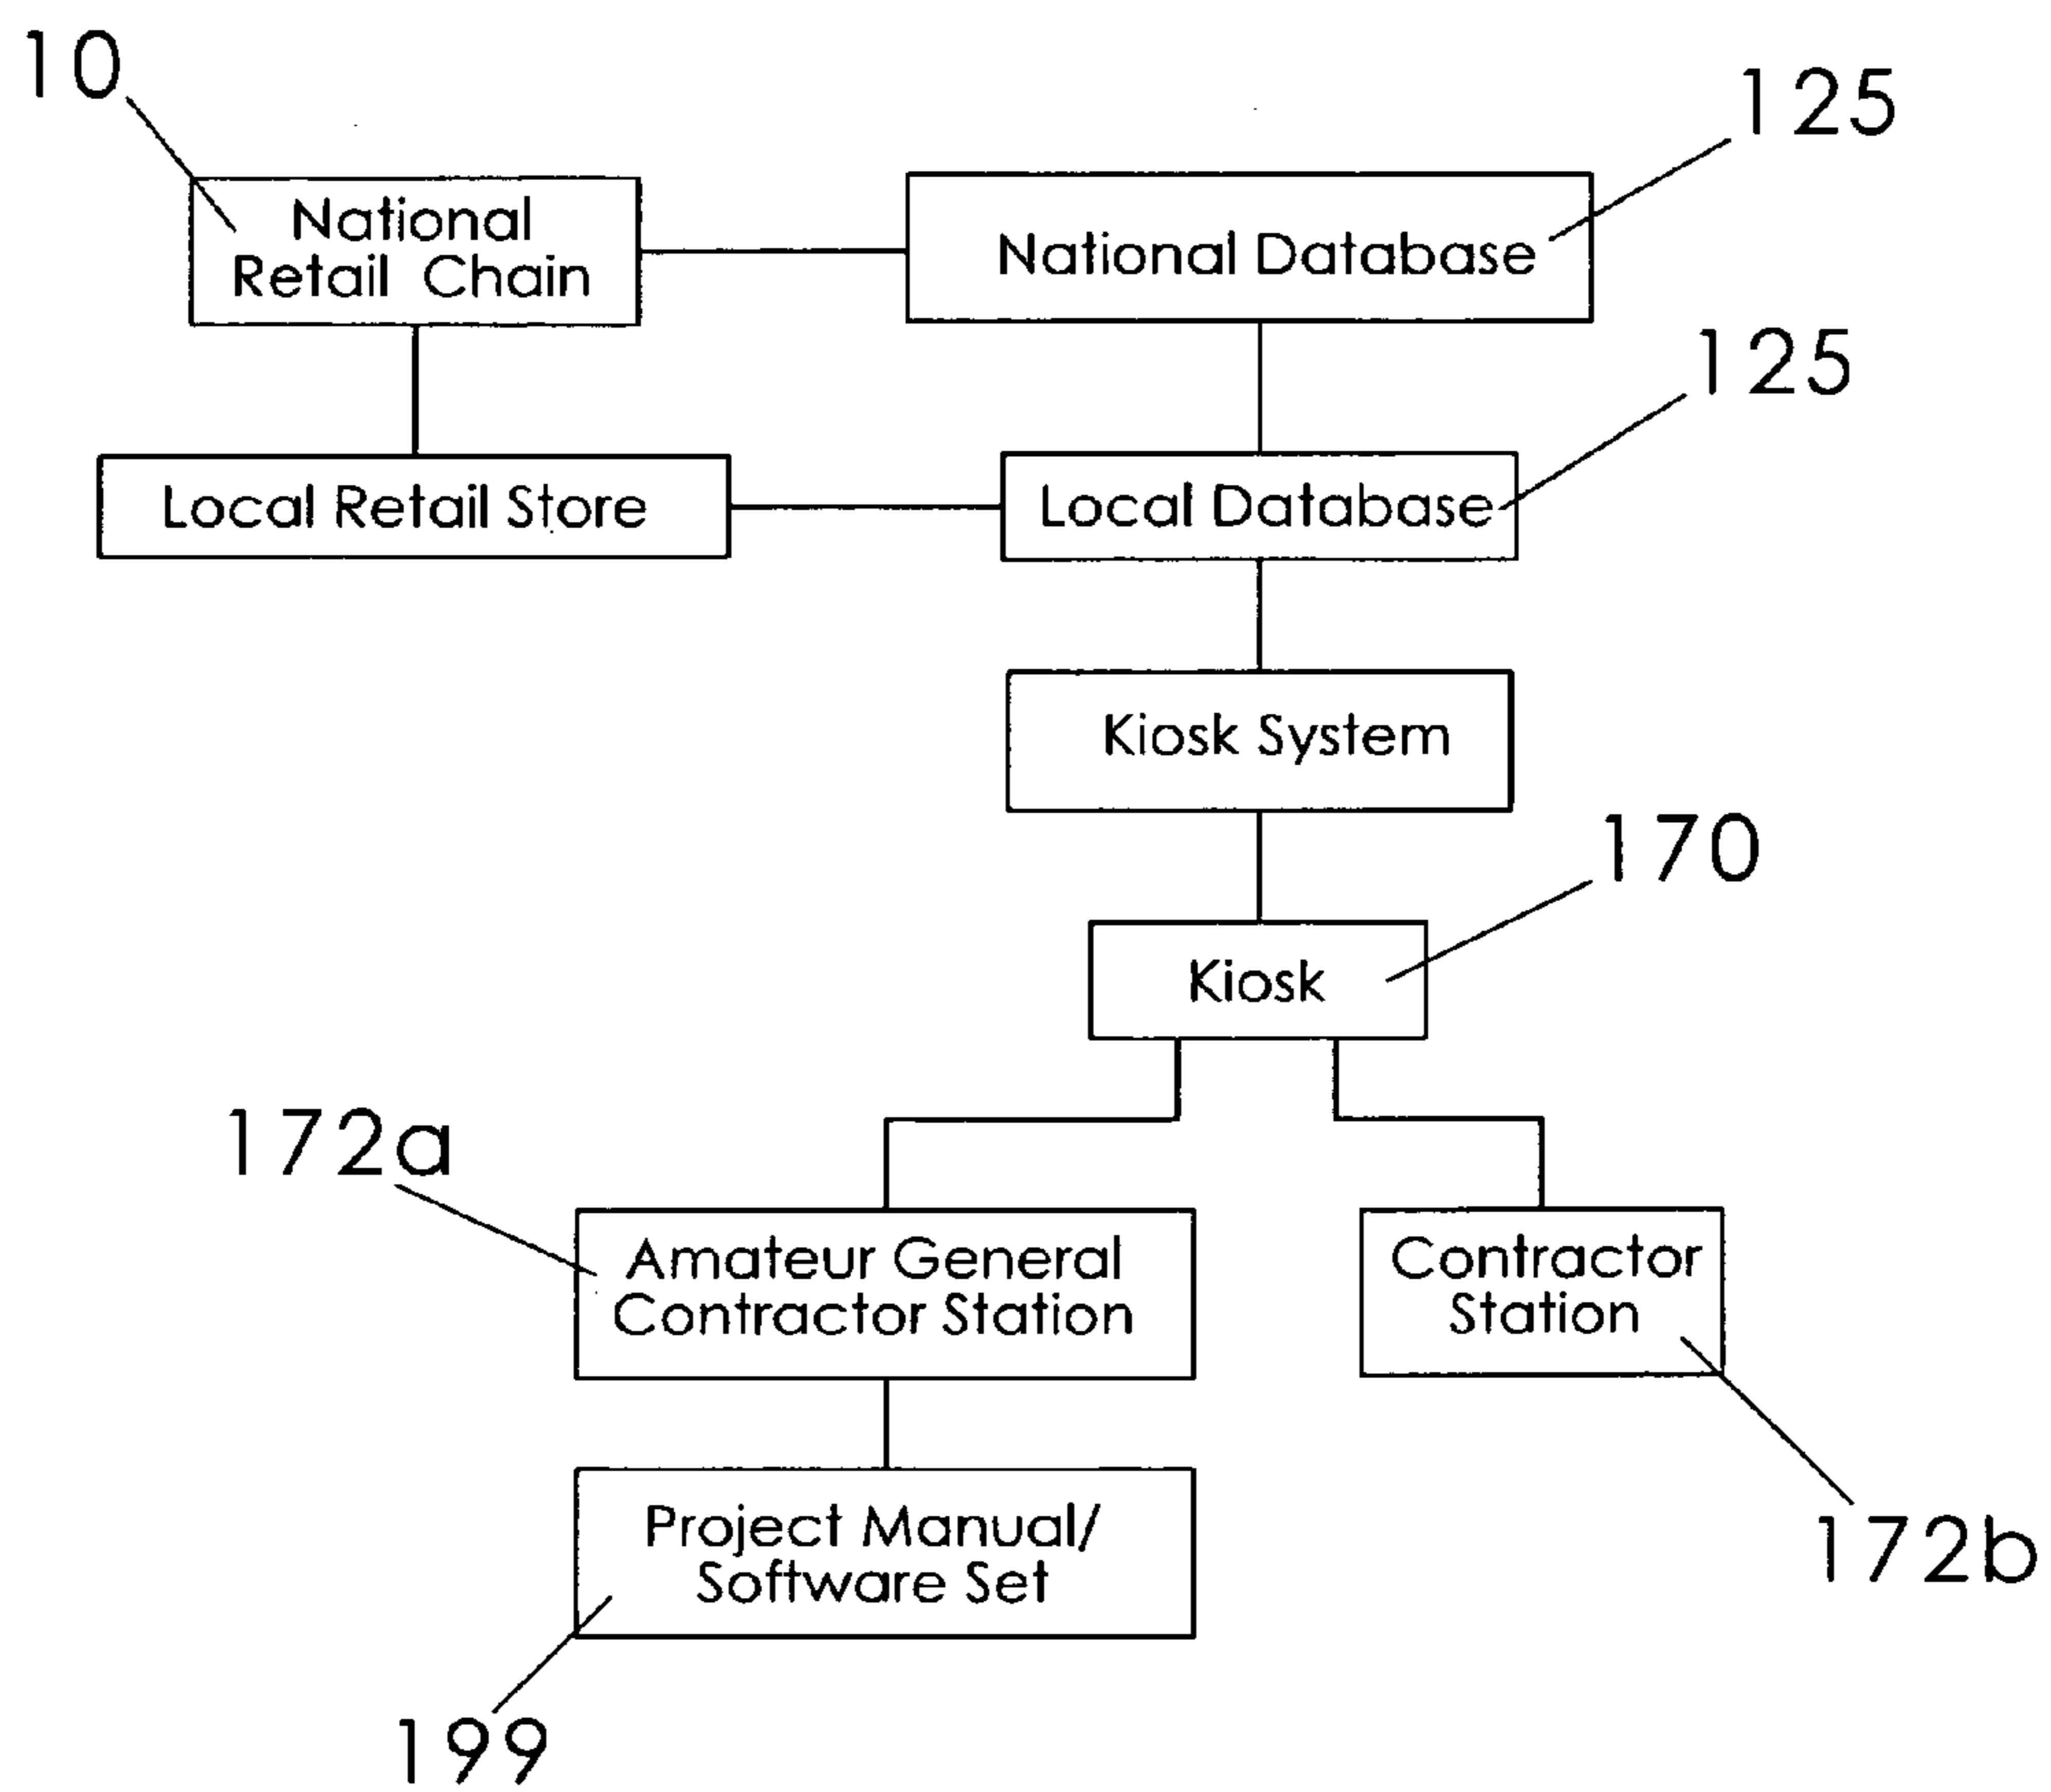 10
125
National
Retail Chain
National Database
125
Local Retail Store
Local Database
Kiosk System
170
Kiosk
172a
Amateur General
Contractor Station
Contractor
Station
Project Manual/
Software Set
172b
199